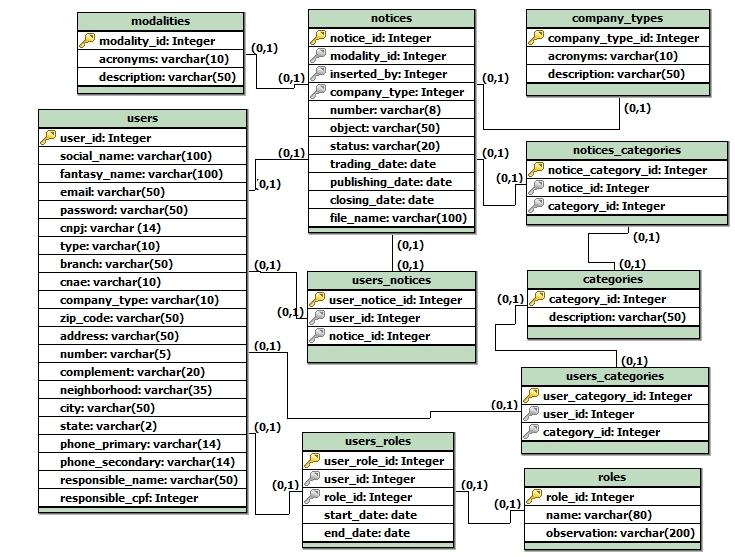 modalities
modality_id: Integer
acronyms: varchar(10)
description: varchar(50)
(0,1)
(0,1)
notices
notice_id: Integer
modality_id: Integer
inserted_by: Integer
company_type: Integer
number: varchar(8)
object: varchar(50)
status: varchar(20)
trading_date: date
publishing_date: date
closing_date: date
file_name: varchar(100)
company_types
company_type_id: Integer
acronyms: varchar(10)
description: varchar(50)
(0,1)
(0,1)
users
user_id: Integer
social_name: varchar(100)
fantasy_name: varchar(100)
email: varchar(50)
password: varchar(50)
cnpj: varchar (14)
type: varchar(10)
branch: varchar(50)
cnae: varchar(10)
company_type: varchar(10)
zip_code: varchar(50)
address: varchar(50)
number: varchar(5)
complement: varchar(20)
neighborhood: varchar(35)
city: varchar(50)
state: varchar(2)
phone_primary: varchar(14)
phone_secondary: varchar(14)
responsible_name: varchar(50)
responsible_cpf: Integer
(0,1)
(0,1)
(0,1)
notices_categories
notice_category_id: Integer
notice_id: Integer
category_id: Integer
(0,1)
(0,1)
(0,1)
(0,1)
(0,1)
(0,1)
users_notices
user_notice_id: Integer
user_id: Integer
notice_id: Integer
(0,1)
(0,1)
categories
category_id: Integer
description: varchar(50)
(0,1)
(0,1)
(0,1)
(0,1)
users_categories
user_category_id: Integer
user_id: Integer
category_id: Integer
(0,1)
(0,1)
users_roles
user_role_id: Integer
user_id: Integer
role_id: Integer
start_date: date
end_date: date
(0,1)
(0,1)
roles
role_id: Integer
name: varchar(80)
observation: varchar(200)